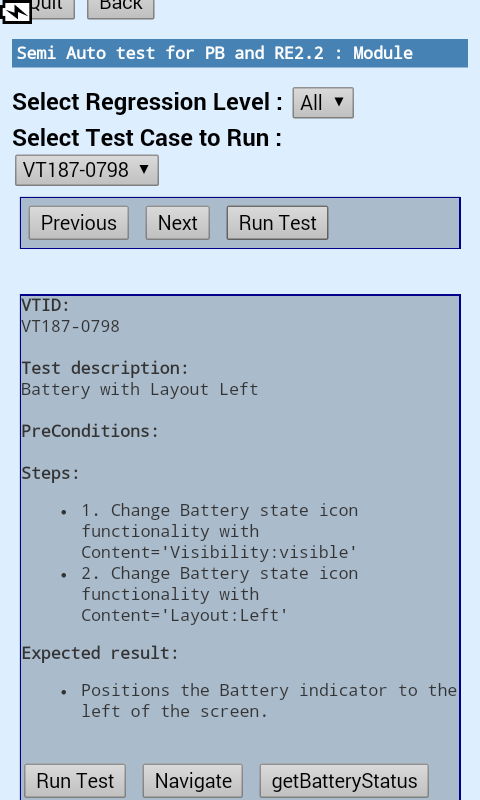 Quit Back
Semi Auto test for PB and RE2.2 : Module
Select Regression Level : All
Select Test Case to Run :
VT187-0798
Previous Next Run Test
VTID:
VT187-0798
Test description:
Battery with Layout Left
PreConditions:
Steps:
• 1. Change Battery state icon
functionality with
Content='Visibility:visible'
• 2. Change Battery state icon
functionality with
Content='Layout:Left'
Expected result:
• Positions the Battery indicator to the
left of the screen.
Run Test Navigate getBatteryStatus